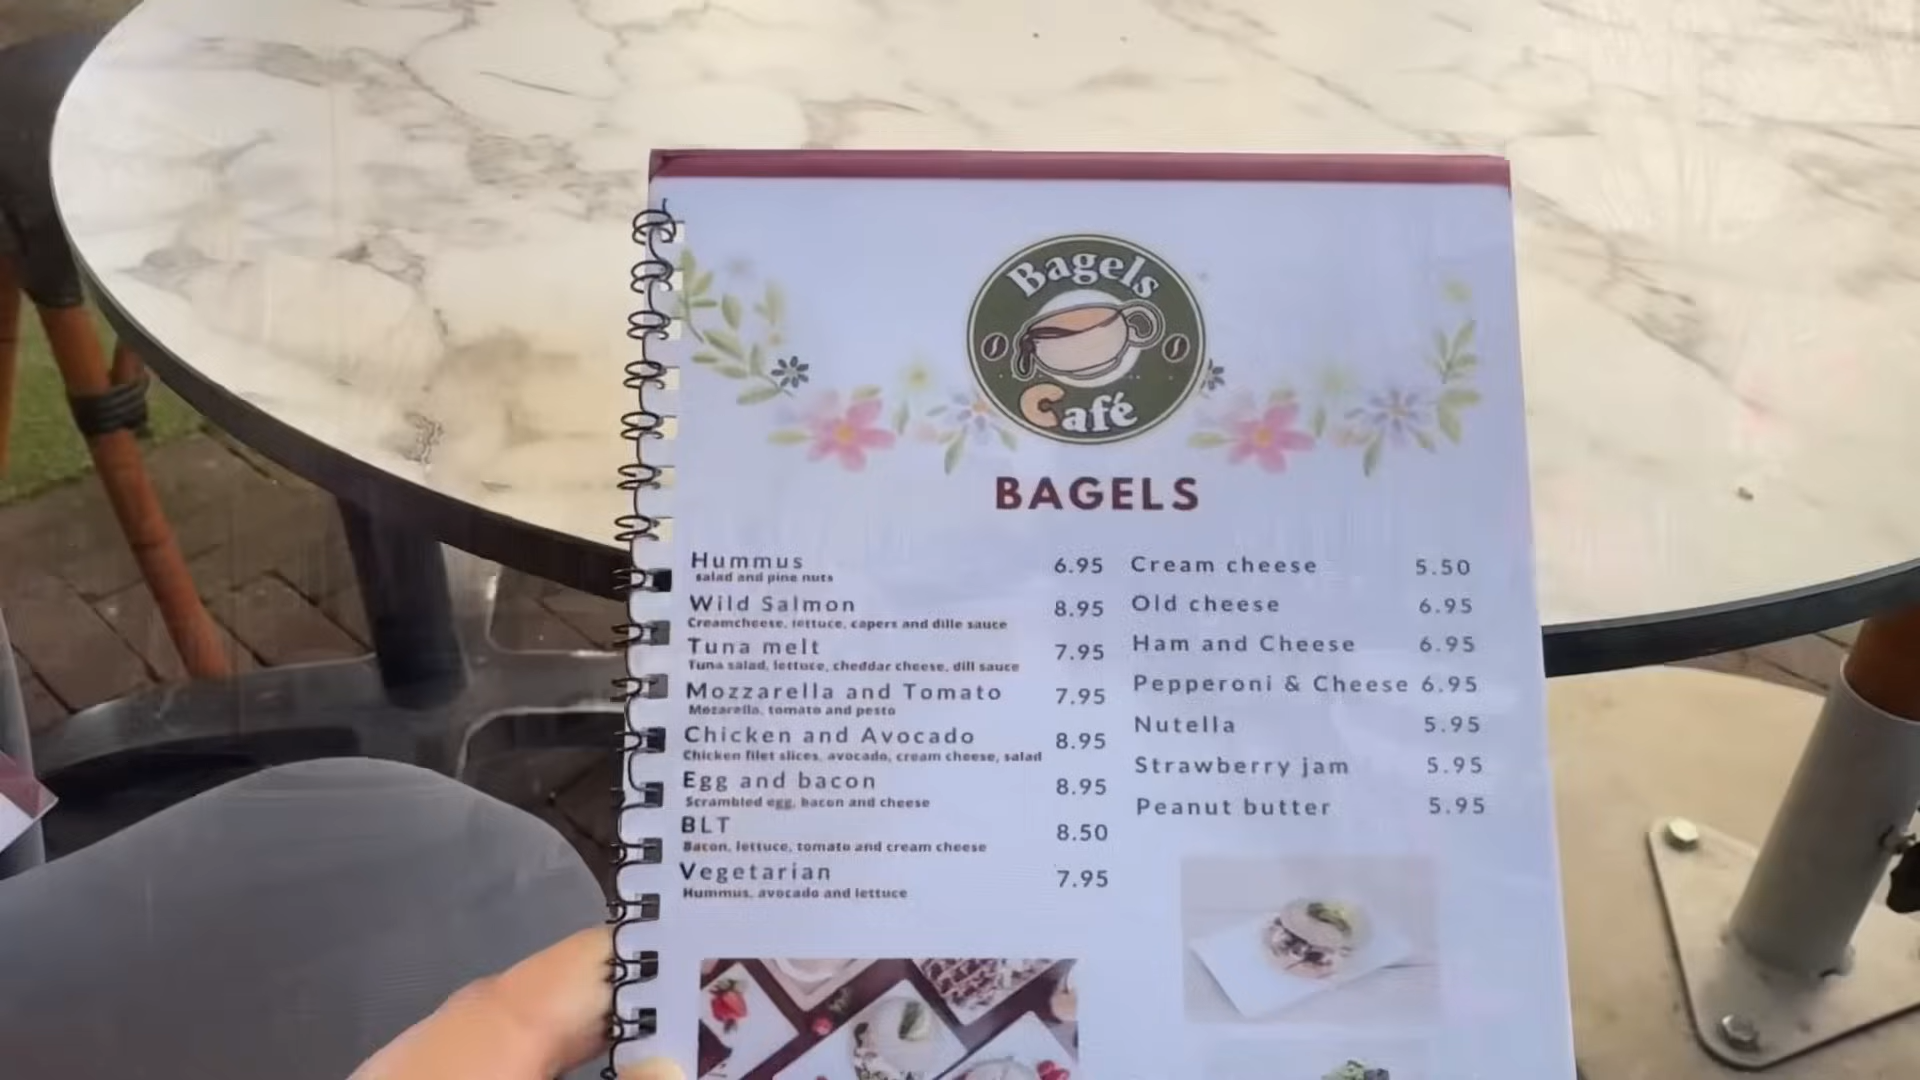 Bagels
Café
BAGELS
Hummus 6.95
salad and pine nuts
Wild Salmon 8.95
Creamcheese, lettuce, capers and dille sauce
Tuna melt 7.95
Tuna salad, lettuce, cheddar cheese, dill sauce
Mozzarella and Tomato 7.95
Mozarella, tomato and pesto
Chicken and Avocado 8.95
Chicken filet slices, avocado, cream cheese, salad
Egg and bacon 8.95
Scrambled egg, bacon and cheese
BLT 8.50
Bacon, lettuce, tomato and cream cheese
Vegetarian 7.95
Hummus, avocado and lettuce
Cream cheese 5.50
Old cheese 6.95
Ham and Cheese 6.95
Pepperoni & Cheese 6.95
Nutella 5.95
Strawberry jam 5.95
Peanut butter 5.95